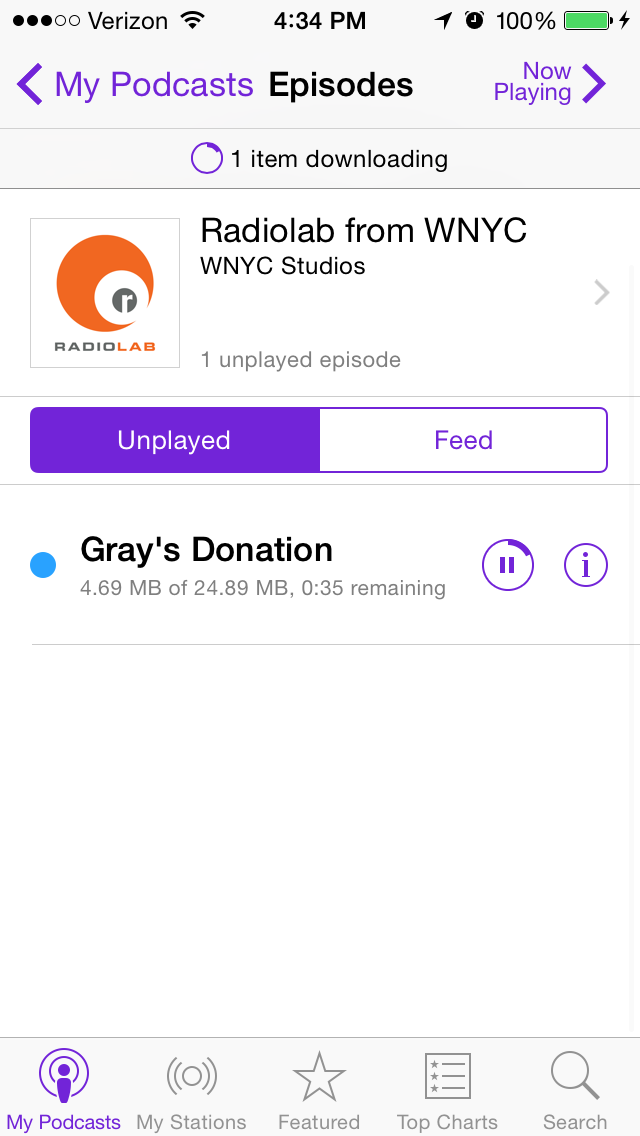 Verizon 4:34 PM 100%
My Podcasts Episodes Now Playing
1 item downloading
Radiolab from WNYC
WNYC Studios
r
RADIOLAB
1 unplayed episode
Unplayed Feed
Gray's Donation
4.69 MB of 24.89 MB, 0:35 remaining
i
My Podcasts My Stations Featured Top Charts Search